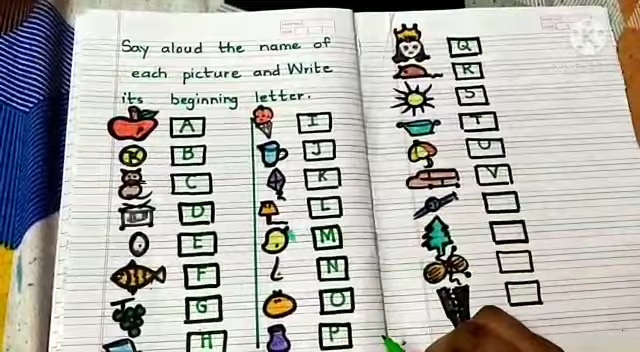 Say aloud the name of
each picture and Write
its beginning letter.
A
B
C
D
E
F
G
H
I
J
K
L
M
N
O
P
Q
R
S
T
U
V